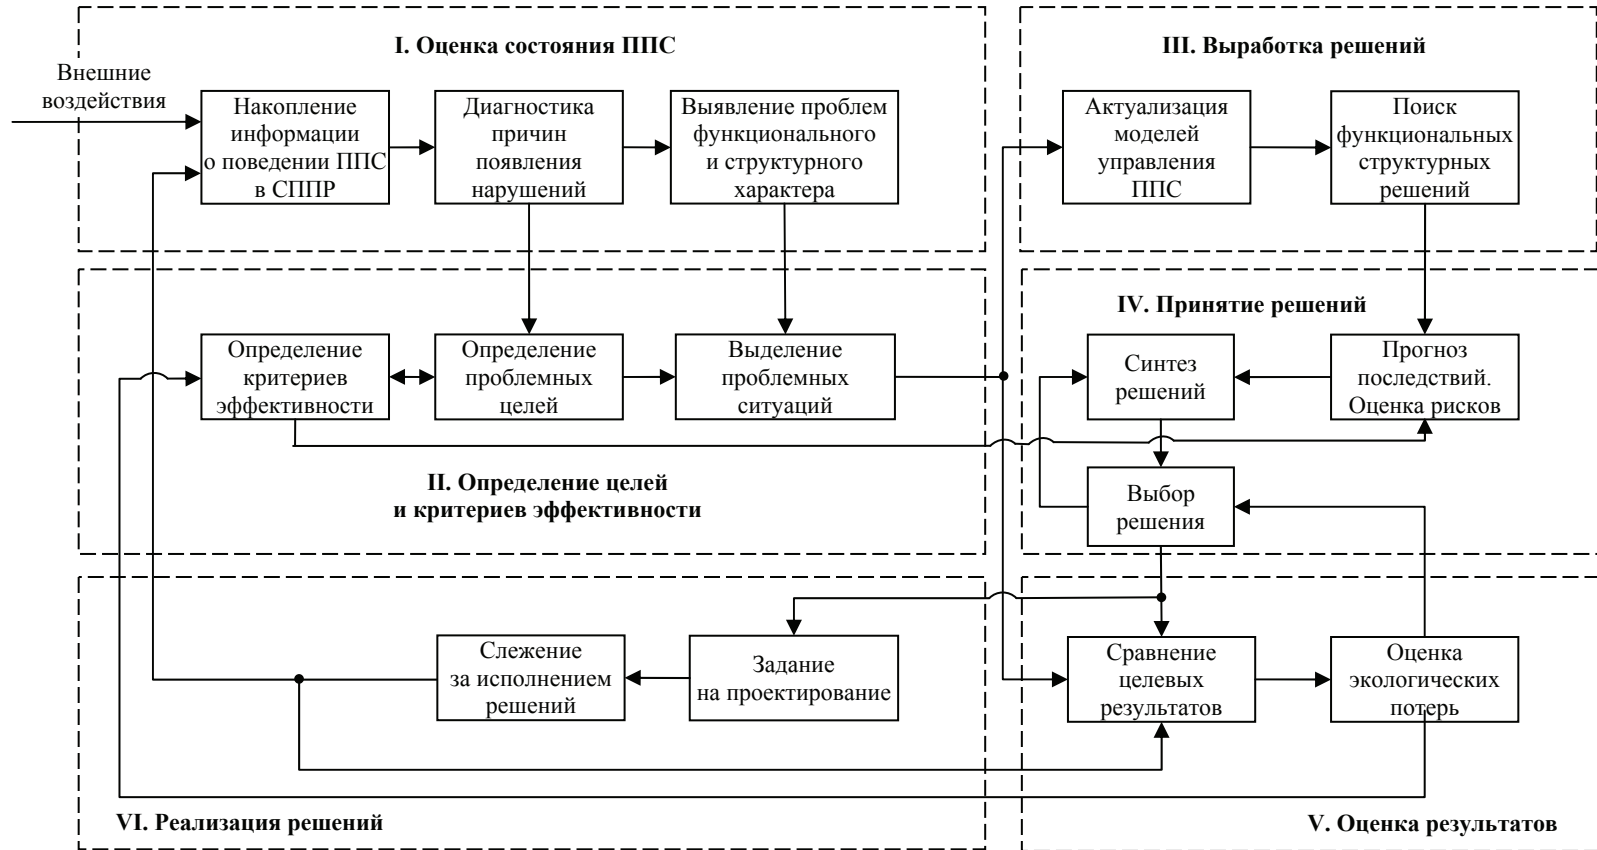 I. Оценка состояния ППС
Внешние
воздействия
Накопление
информации
о поведении ППС
в СППР
Диагностика
причин
появления
нарушений
Выявление проблем
функционального
и структурного
характера
III. Выработка решений
Актуализация
моделей
управления
ППС
Поиск
функциональных
структурных
решений
Определение
критериев
эффективности
Определение
проблемных
целей
Выделение
проблемных
ситуаций
II. Определение целей
и критериев эффективности
IV. Принятие решений
Синтез
решений
Прогноз
последствий.
Оценка рисков
Выбор
решения
Слежение
за исполнением
решений
Задание
на проектирование
VI. Реализация решений
Сравнение
целевых
результатов
Оценка
экологических
потерь
V. Оценка результатов